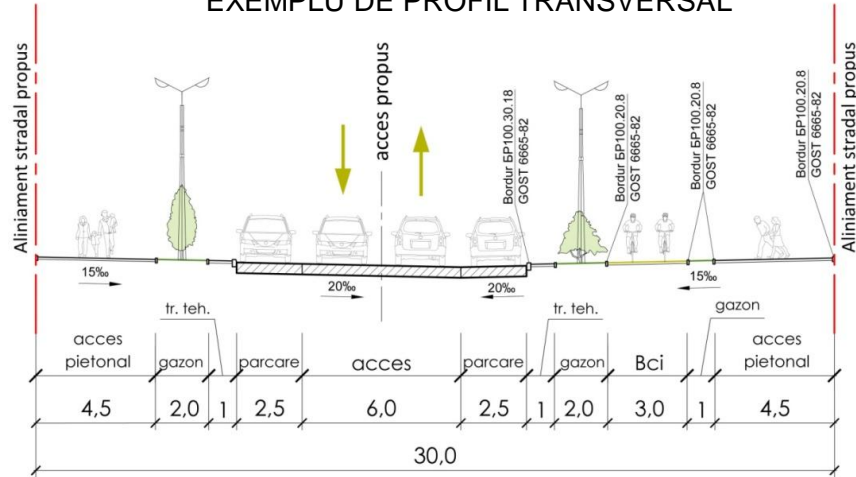 EXEMPLU DE PROFIL TRANSVERSAL
Aliniament stradal propus
acces propus
Bordur БР100.30.18
GOST 6665-82
Bordur БР100.20.8
GOST 6665-82
Bordur БР100.20.8
GOST 6665-82
Bordur БР100.20.8
GOST 6665-82
Aliniament stradal propus
15‰
20‰
20‰
15‰
tr. teh.
tr. teh.
gazon
acces
pietonal
gazon
parcare
acces
parcare
gazon
Bci
acces
pietonal
4,5
2,0
1
2,5
6,0
2,5
1
2,0
3,0
1
4,5
30,0